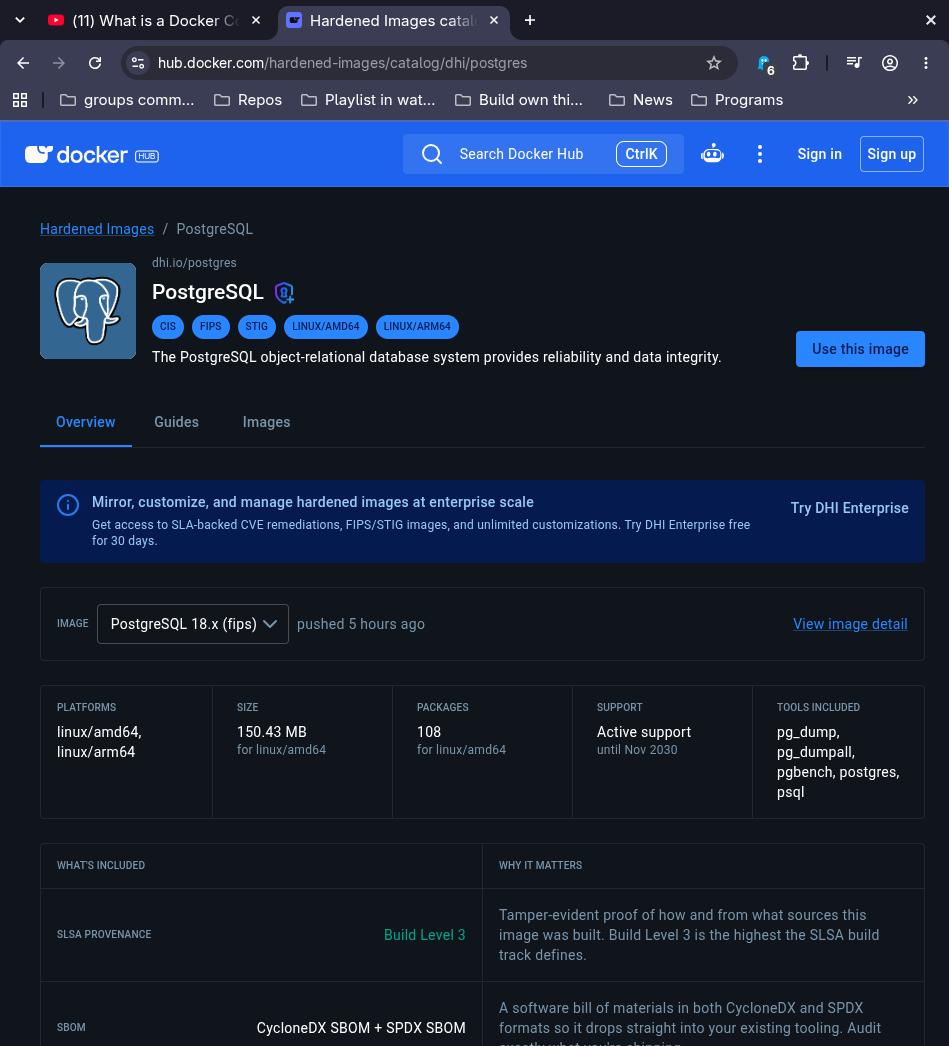 (11) What is a Docker Co
Hardened Images catal
hub.docker.com/hardened-images/catalog/dhi/postgres
6
groups comm...
Repos
Playlist in wat...
Build own thi...
News
Programs
»
docker HUB
Search Docker Hub
CtrlK
Sign in
Sign up
Hardened Images / PostgreSQL
dhi.io/postgres
PostgreSQL
CIS
FIPS
STIG
LINUX/AMD64
LINUX/ARM64
The PostgreSQL object-relational database system provides reliability and data integrity.
Use this image
Overview
Guides
Images
Mirror, customize, and manage hardened images at enterprise scale
Get access to SLA-backed CVE remediations, FIPS/STIG images, and unlimited customizations. Try DHI Enterprise free
for 30 days.
Try DHI Enterprise
IMAGE
PostgreSQL 18.x (fips)
pushed 5 hours ago
View image detail
PLATFORMS
linux/amd64,
linux/arm64
SIZE
150.43 MB
for linux/amd64
PACKAGES
108
for linux/amd64
SUPPORT
Active support
until Nov 2030
TOOLS INCLUDED
pg_dump,
pg_dumpall,
pgbench, postgres,
psql
WHAT'S INCLUDED
WHY IT MATTERS
SLSA PROVENANCE
Build Level 3
Tamper-evident proof of how and from what sources this
image was built. Build Level 3 is the highest the SLSA build
track defines.
SBOM
CycloneDX SBOM + SPDX SBOM
A software bill of materials in both CycloneDX and SPDX
formats so it drops straight into your existing tooling. Audit
exactly what you're shipping.